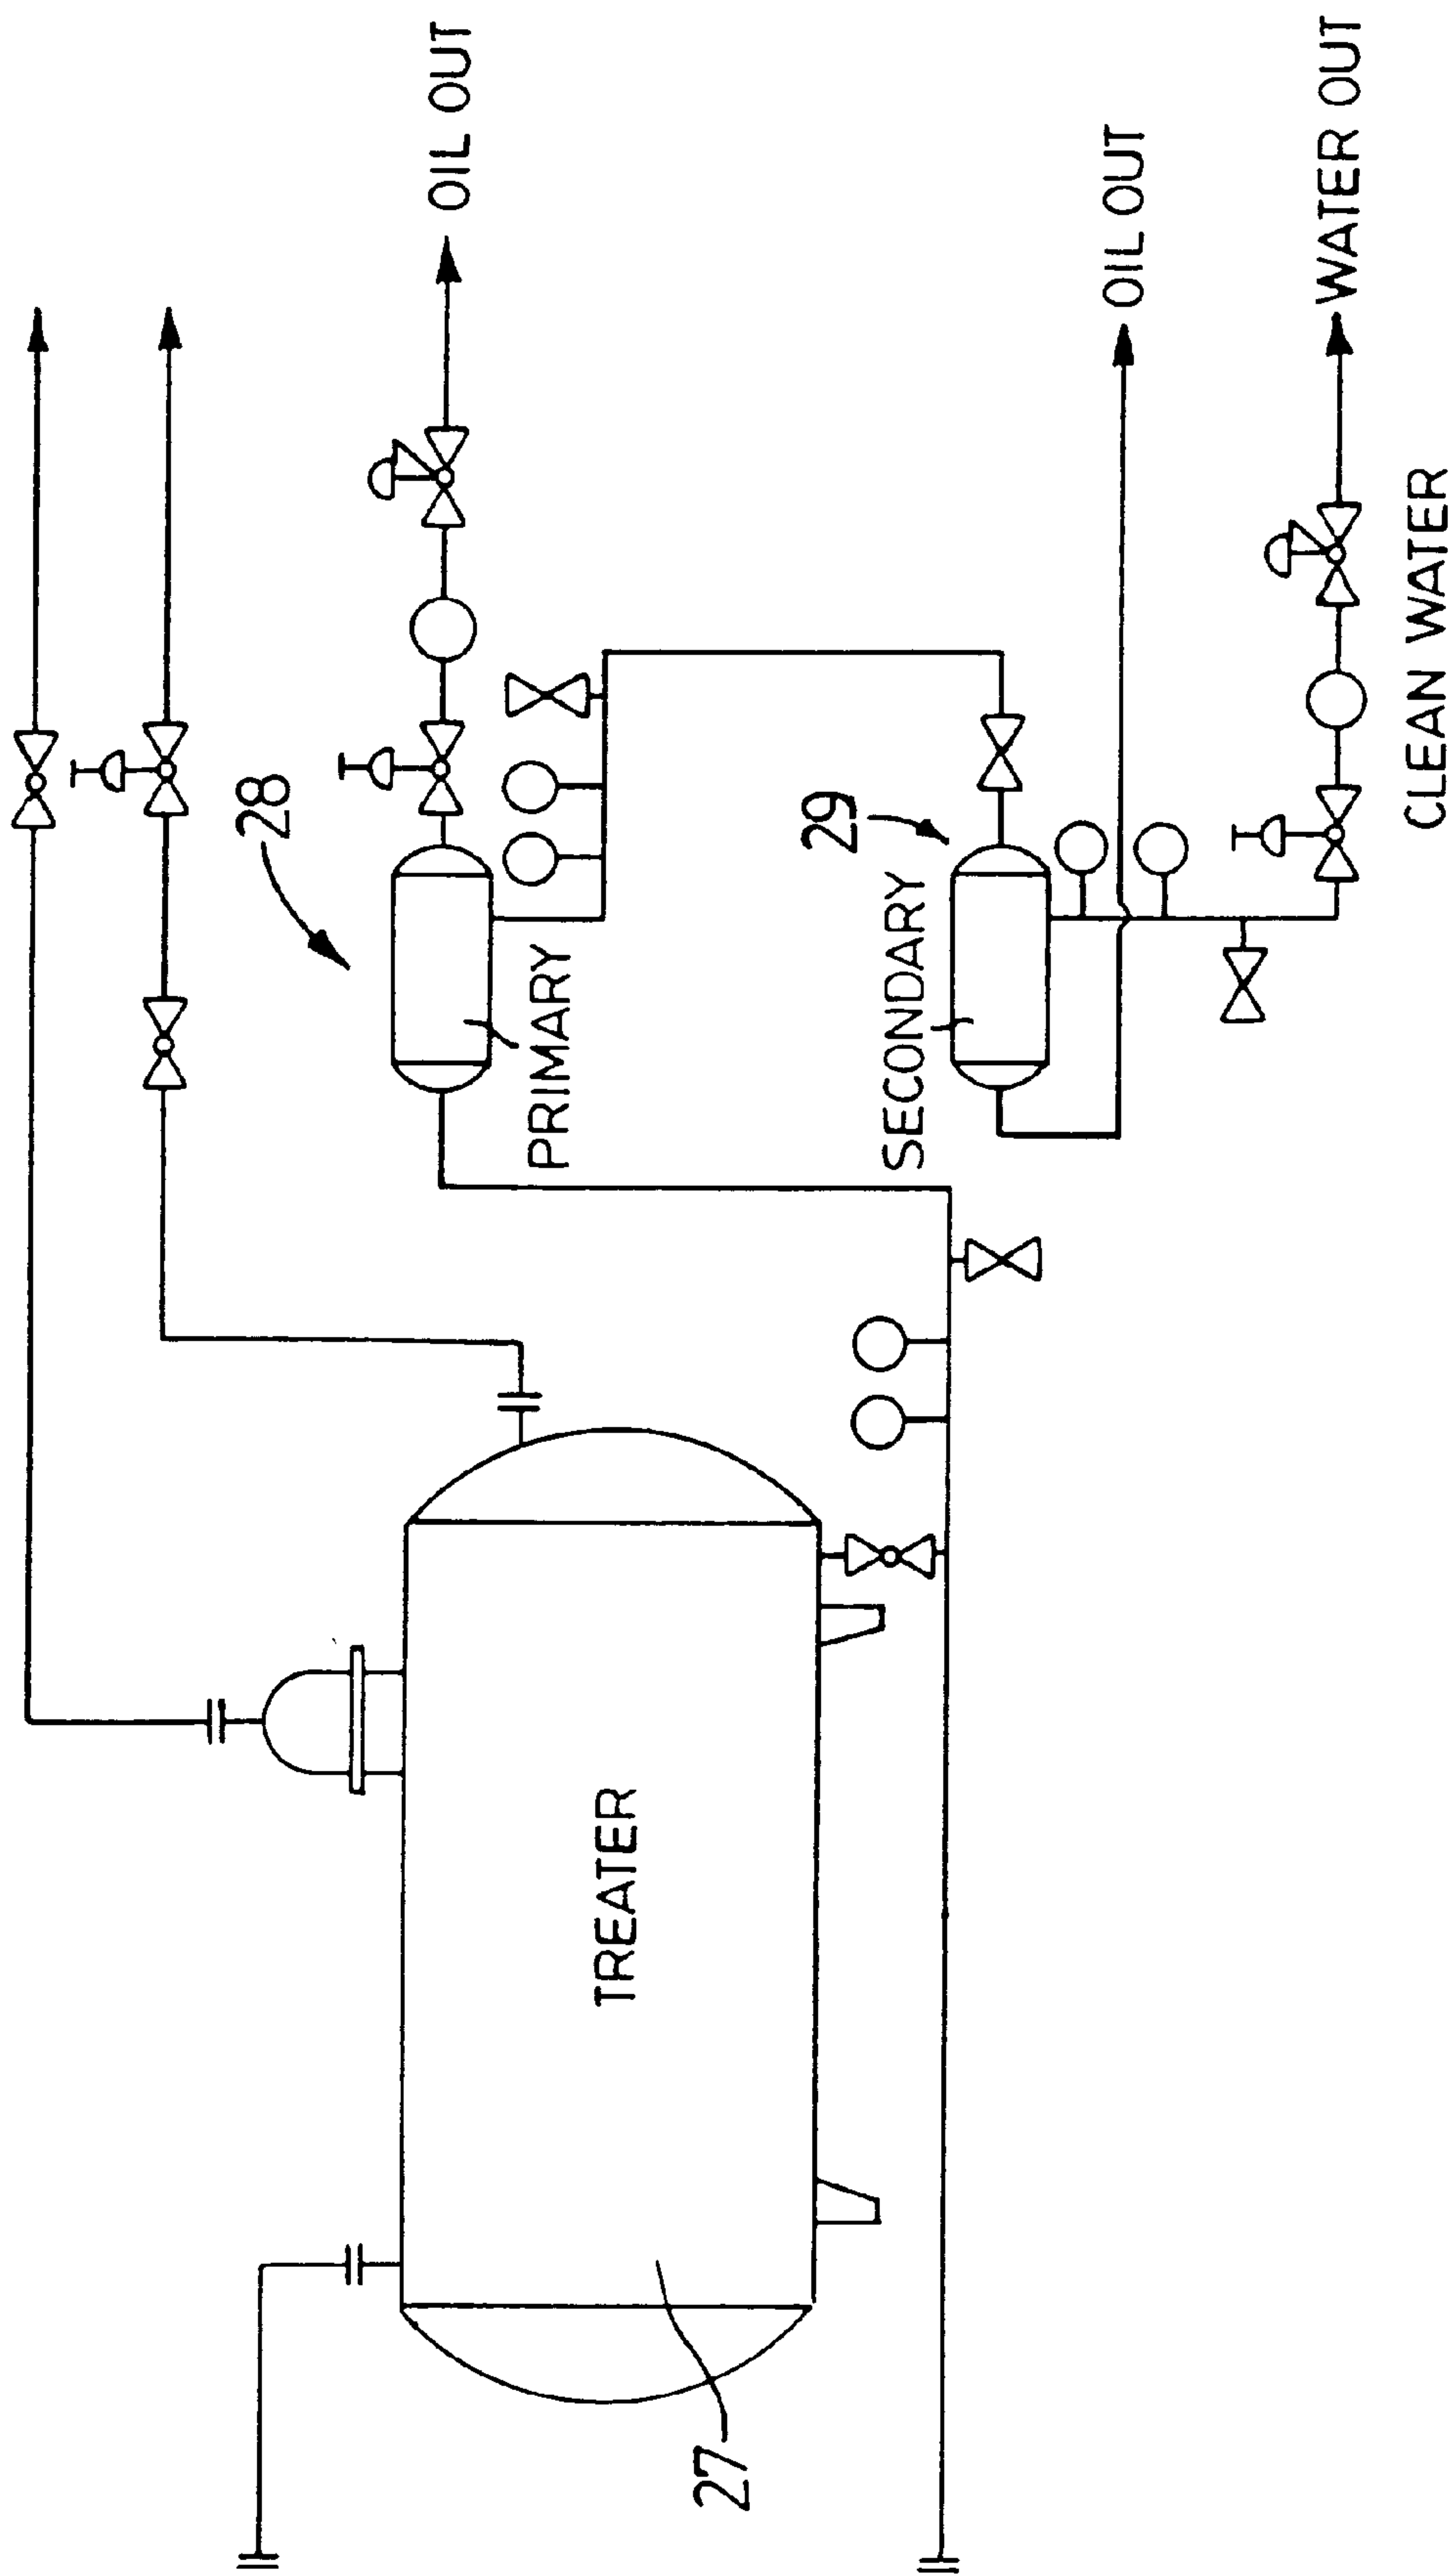 OIL OUT
28
PRIMARY
TREATER
29
SECONDARY
OIL OUT
27
WATER OUT
CLEAN WATER